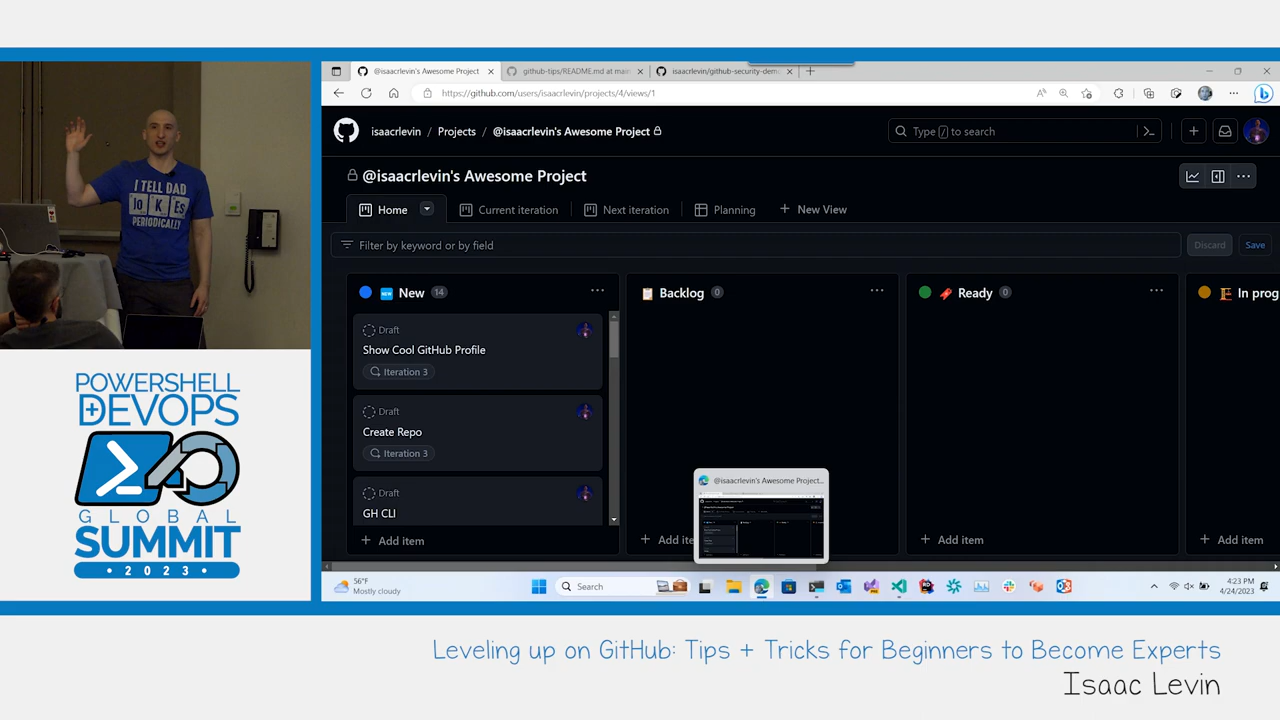 @isaacrlevin's Awesome Project
github-tips/README.md at mai
isaacrlevin/github-security-dem
https://github.com/users/isaacrlevin/projects/4/views/1
isaacrlevin / Projects / @isaacrlevin's Awesome Project
Type / to search
@isaacrlevin's Awesome Project
Home
Current iteration
Next iteration
Planning
+ New View
Filter by keyword or by field
Discard
Save
New 14
Backlog 0
Ready 0
In prog
Draft
Show Cool GitHub Profile
Iteration 3
Draft
Create Repo
Iteration 3
Draft
GH CLI
+ Add item
+ Add ite
+ Add item
+ Add item
@isaacrlevin's Awesome Project...
56°F
Mostly cloudy
Search
4:23 PM
4/24/2023
I TELL DAD
Jo K Es
PERIODICALLY
POWERSHELL
+DEVOPS
GLOBAL
SUMMIT
• 2023 •
Leveling up on GitHub: Tips + Tricks for Beginners to Become Experts
Isaac Levin